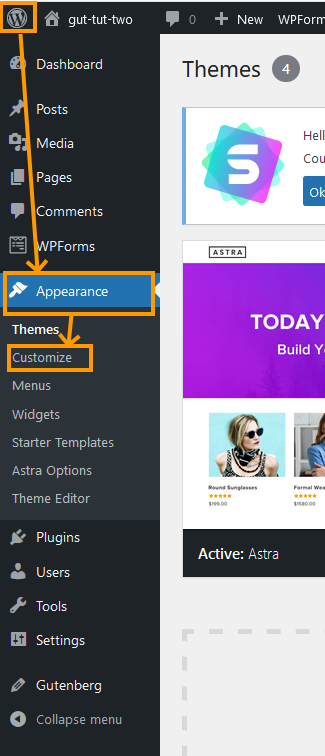 gut-tut-two 0 + New WPForm
Dashboard
Posts
Media
Pages
Comments
WPForms
Appearance
Themes
Customize
Menus
Widgets
Starter Templates
Astra Options
Theme Editor
Plugins
Users
Tools
Settings
Gutenberg
Collapse menu
Themes 4
Hell
Cou
Ok
ASTRA
TODAY
Build Y
Round Sunglasses
$199.00
Formal Wea
$1580.00
Active: Astra